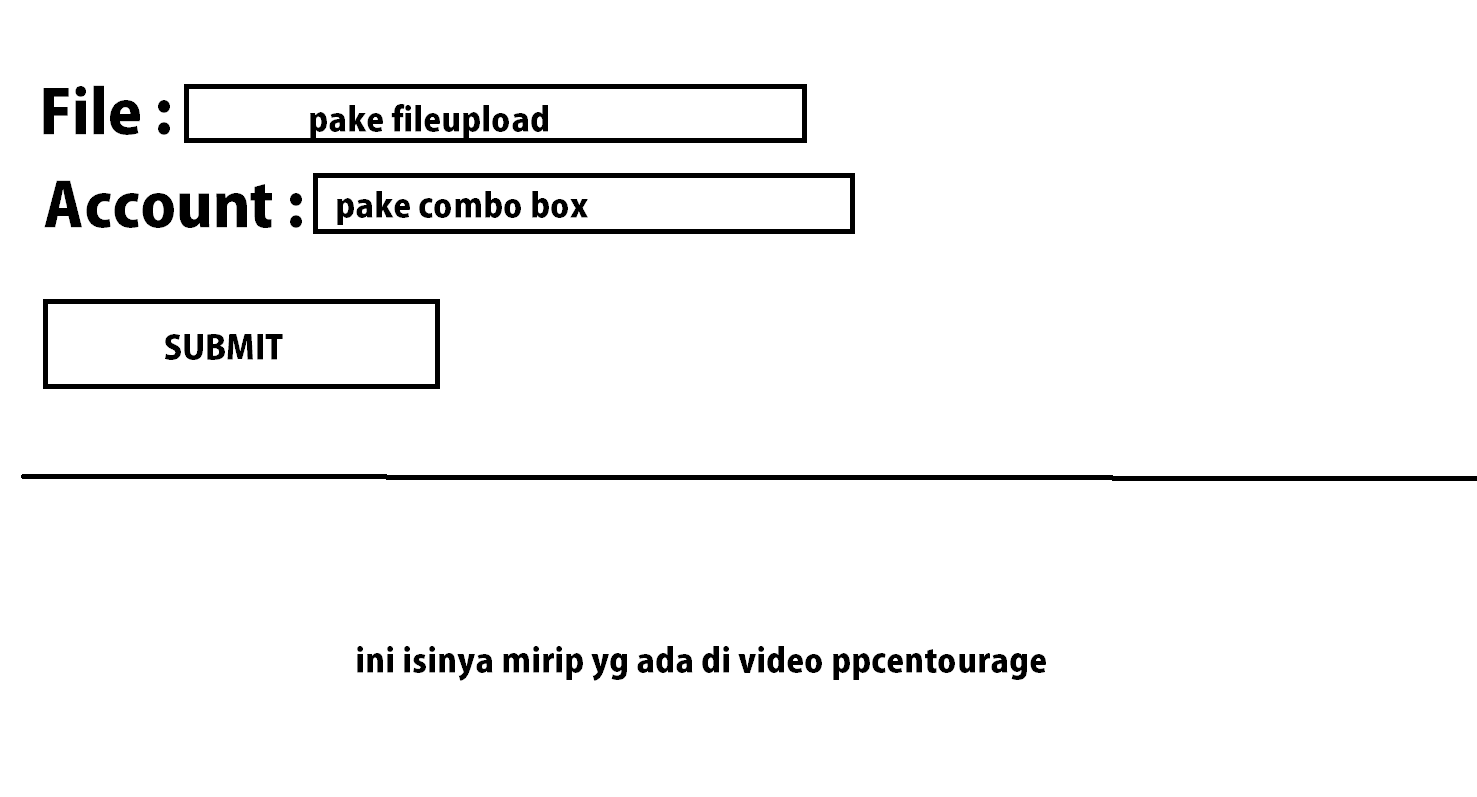 File : pake fileupload
Account : pake combo box
SUBMIT
ini isinya mirip yg ada di video ppcentourage